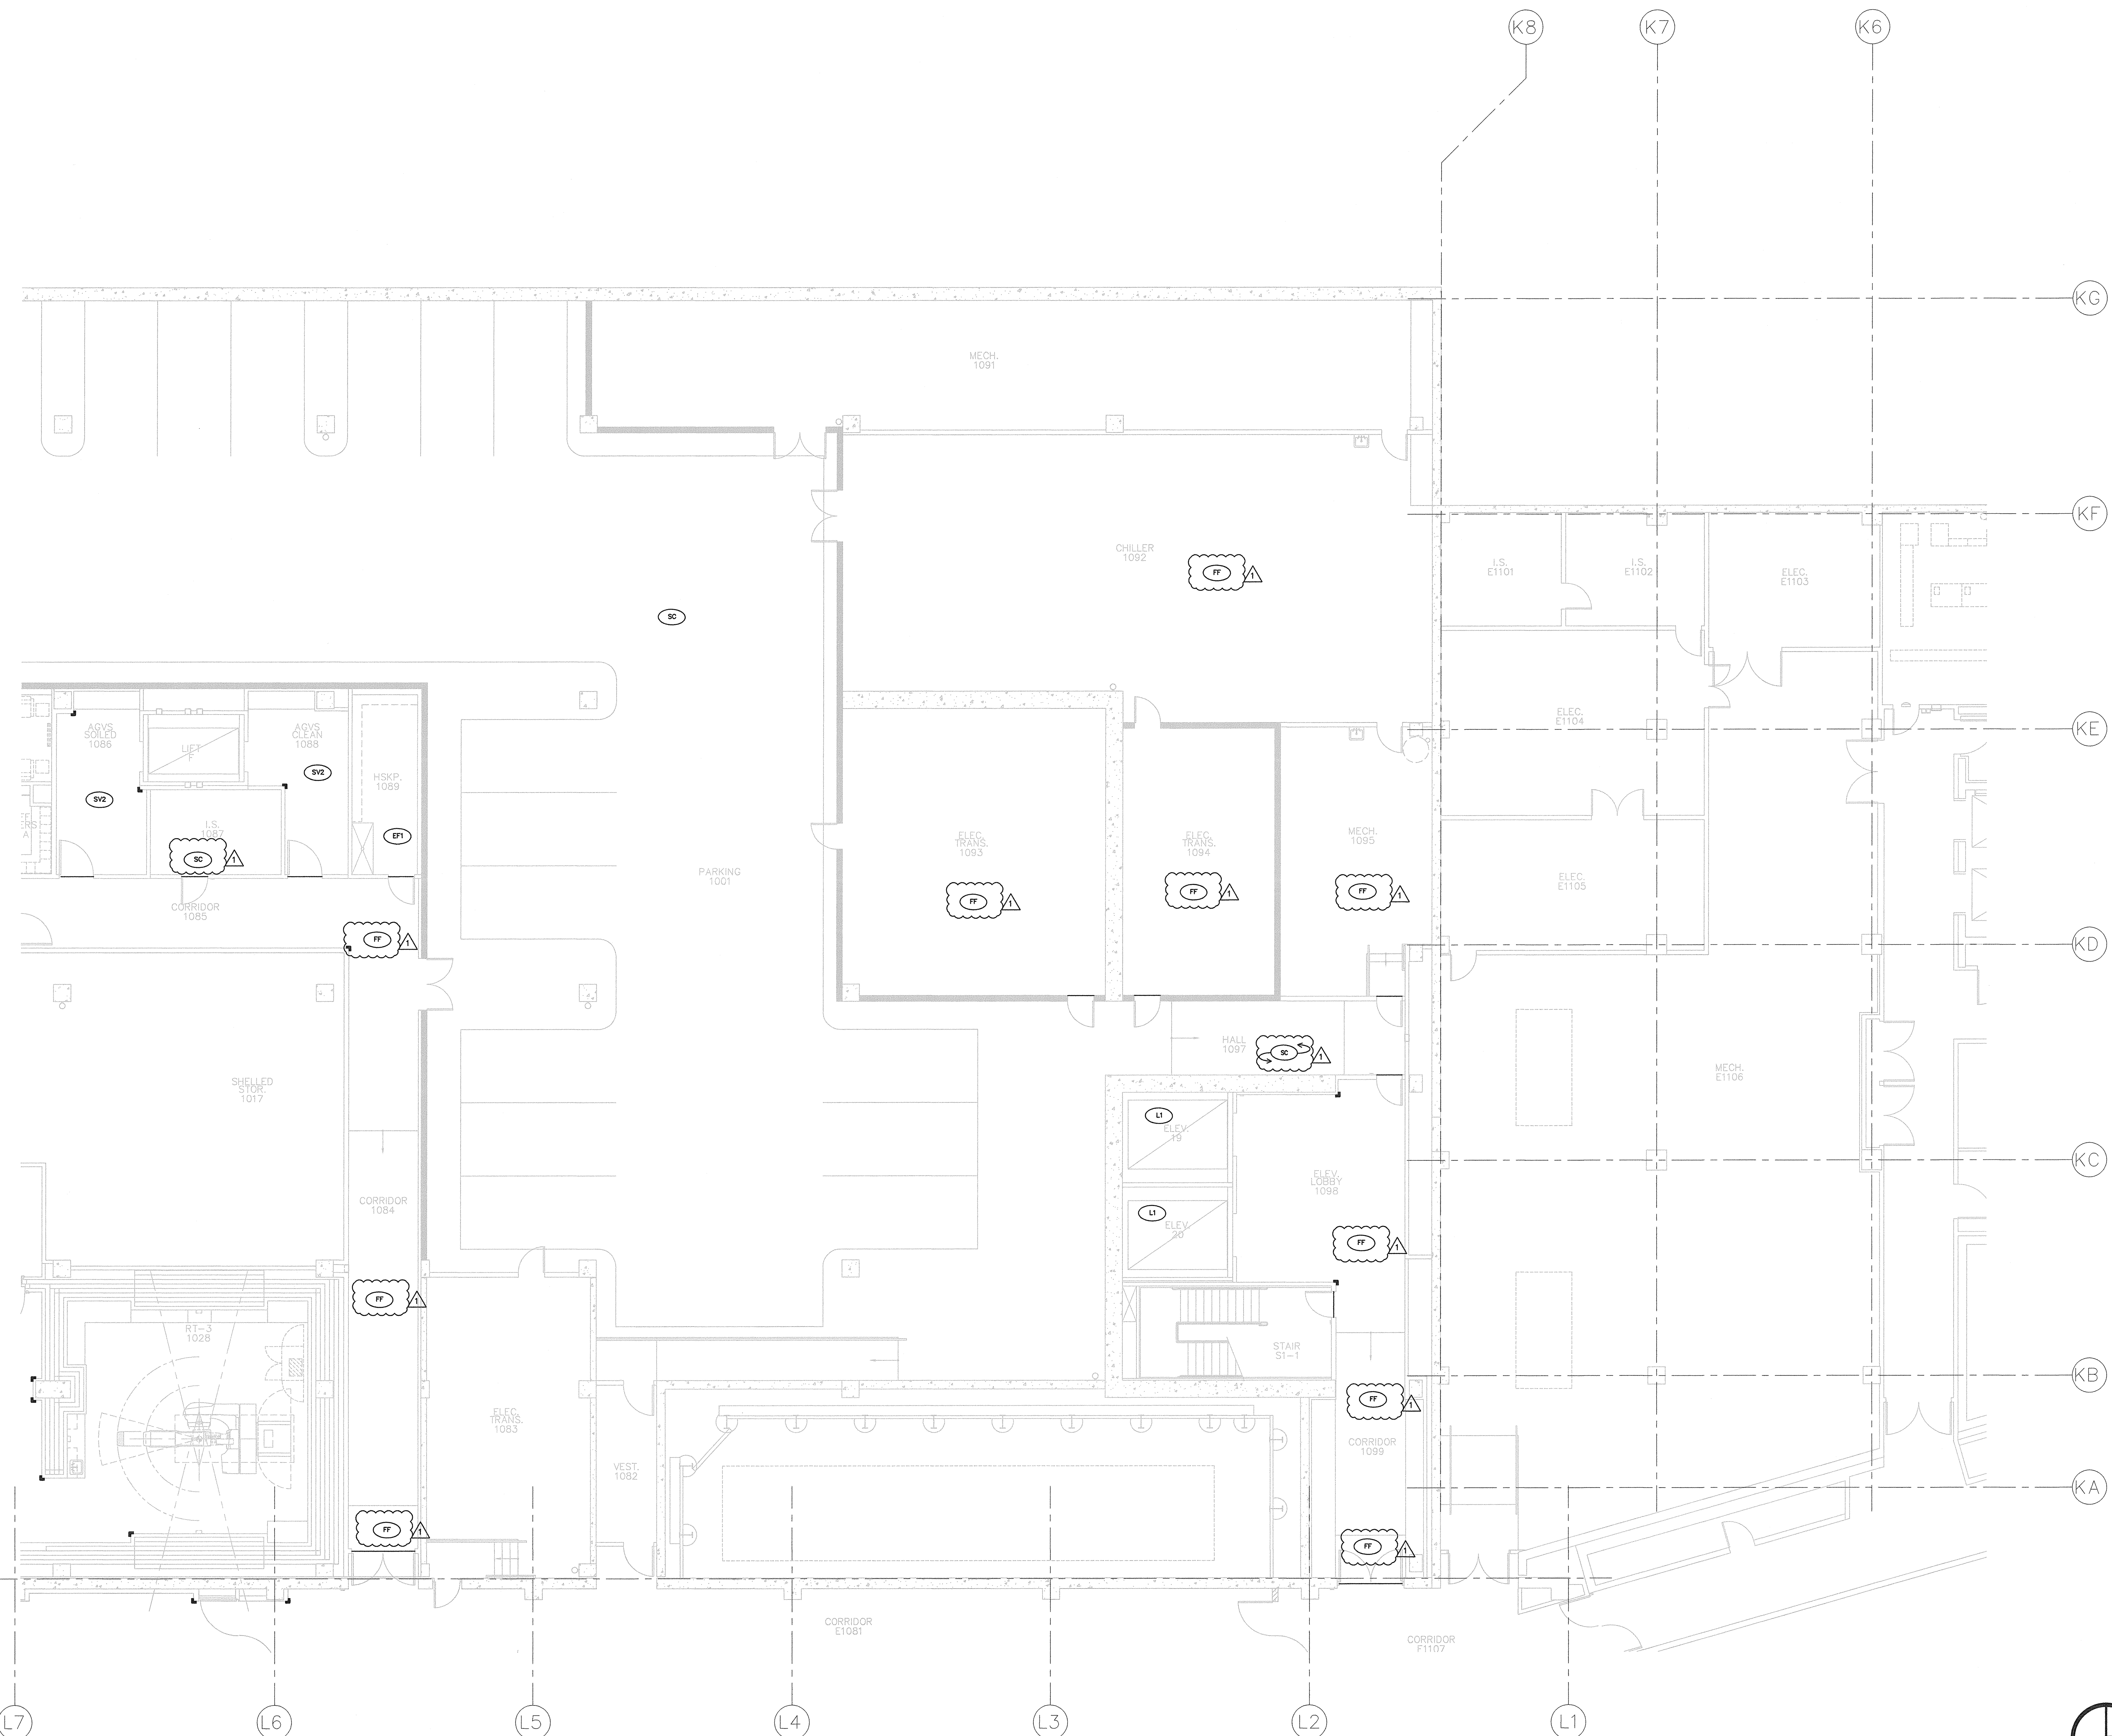 K8
K7
K6
KG
MECH.
1091
KF
CHILLER
1092
FF
1
I.S.
E1101
I.S.
E1102
ELEC.
E1103
SC
AGVS
SOILED
1086
LIFT
F
AGVS
CLEAN
1088
SV2
SV2
HSKP.
1089
EF1
ELEC.
E1104
KE
I.S.
1087
SC
1
ERS
A
ELEC.
TRANS.
1093
FF
1
ELEC.
TRANS.
1094
FF
1
MECH.
1095
FF
1
PARKING
1001
ELEC.
E1105
CORRIDOR
1085
FF
1
KD
HALL
1097
SC
1
SHELLED
STOR.
1017
MECH.
E1106
L1
ELEV.
19
ELEV.
LOBBY
1098
KC
CORRIDOR
1084
L1
ELEV.
20
FF
1
FF
1
RT-3
1028
STAIR
S1-1
KB
FF
1
ELEC.
TRANS.
1083
CORRIDOR
1099
VEST.
1082
KA
FF
1
FF
1
CORRIDOR
E1081
CORRIDOR
E1107
L7
L6
L5
L4
L3
L2
L1